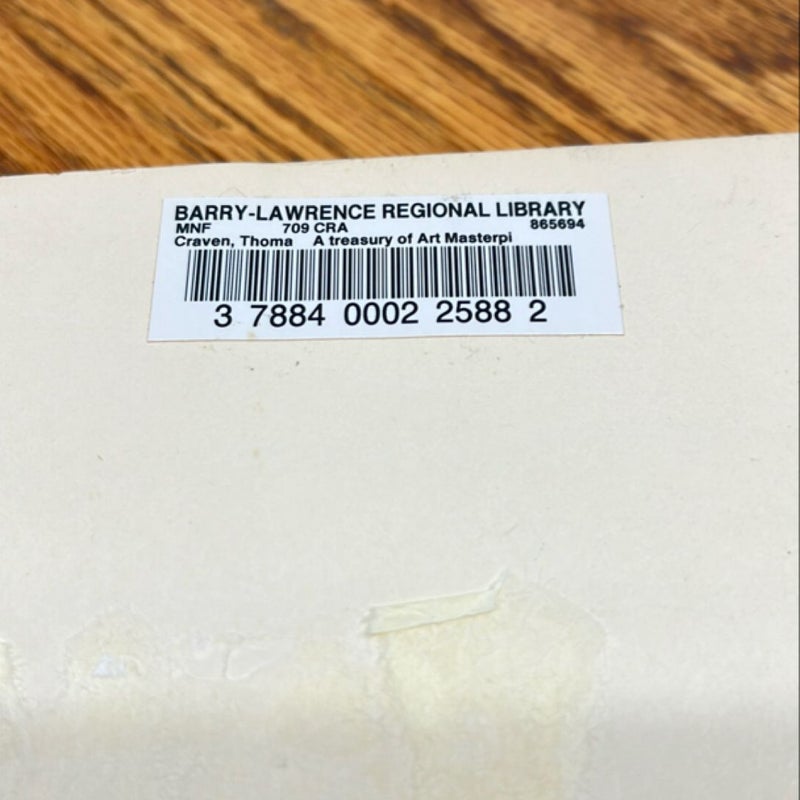 BARRY-LAWRENCE REGIONAL LIBRARY
MNF 709 CRA 865694
Craven, Thoma A treasury of Art Masterpi
3 7884 0002 2588 2